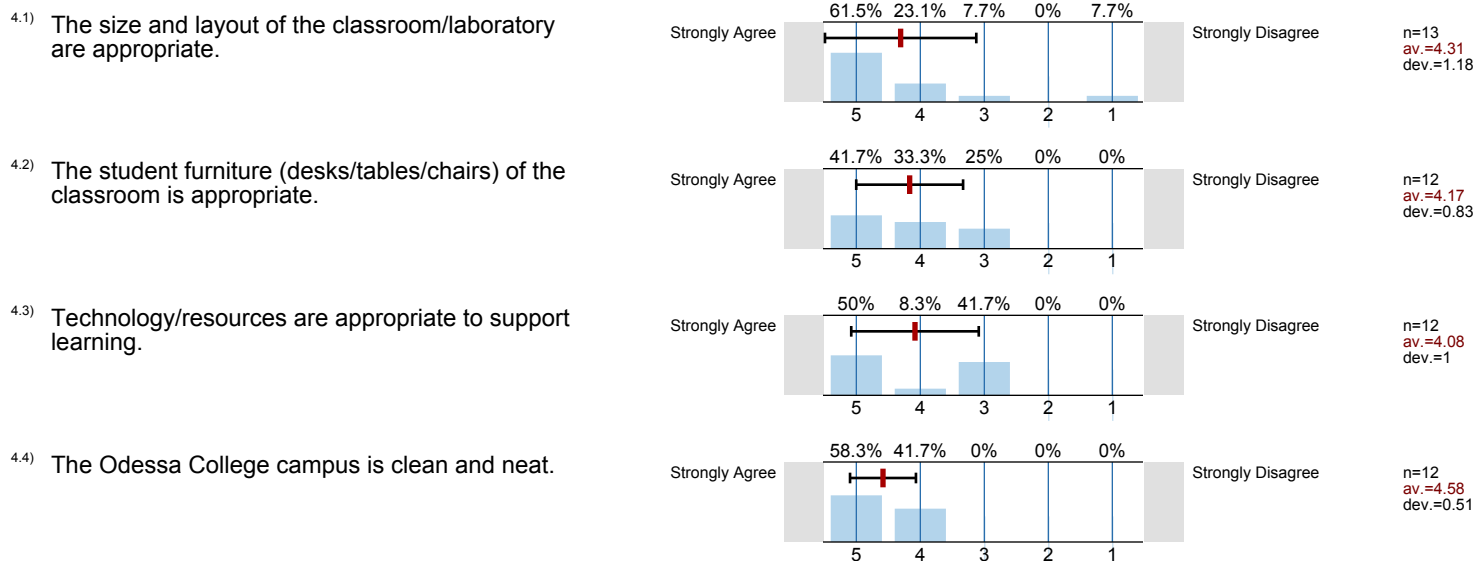 4.1) The size and layout of the classroom/laboratory
are appropriate.
61.5% 23.1% 7.7% 0% 7.7%
Strongly Agree
Strongly Disagree
n=13
av.=4.31
dev.=1.18
5 4 3 2 1
4.2) The student furniture (desks/tables/chairs) of the
classroom is appropriate.
41.7% 33.3% 25% 0% 0%
Strongly Agree
Strongly Disagree
n=12
av.=4.17
dev.=0.83
5 4 3 2 1
4.3) Technology/resources are appropriate to support
learning.
50% 8.3% 41.7% 0% 0%
Strongly Agree
Strongly Disagree
n=12
av.=4.08
dev.=1
5 4 3 2 1
4.4) The Odessa College campus is clean and neat.
58.3% 41.7% 0% 0% 0%
Strongly Agree
Strongly Disagree
n=12
av.=4.58
dev.=0.51
5 4 3 2 1